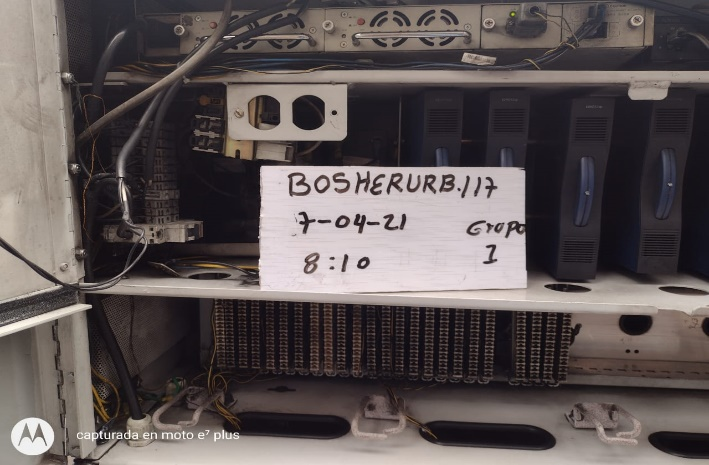 BOSHERURB.117
7-04-21
Grupo
8:10
I
capturada en moto e⁷ plus